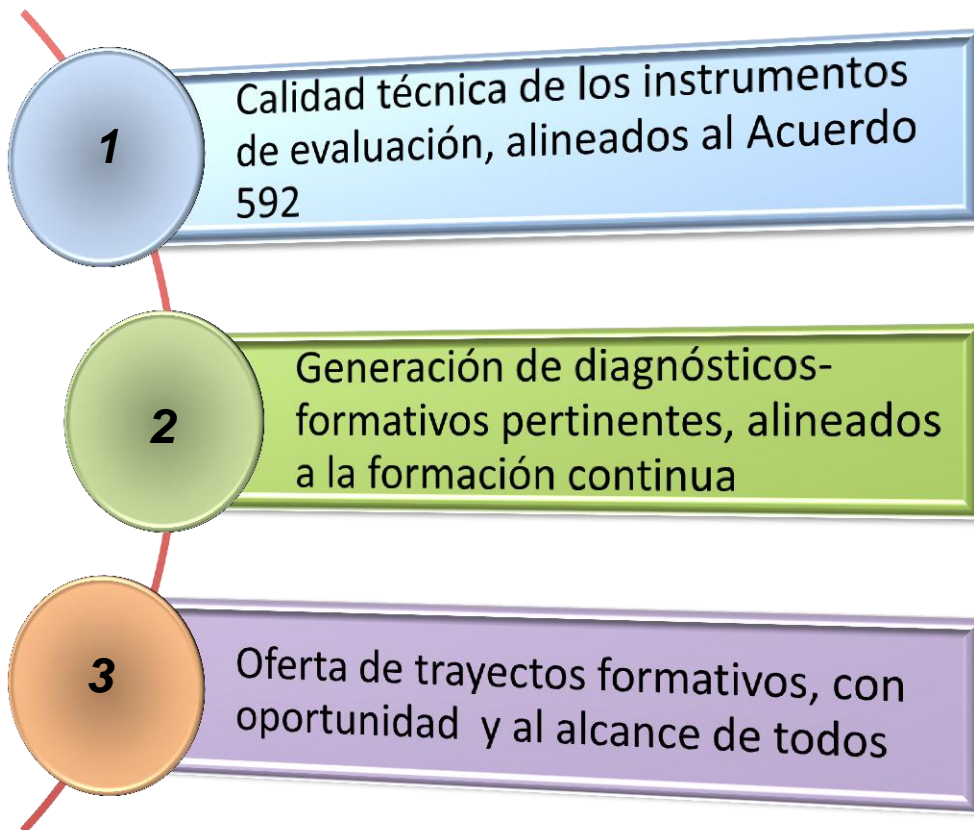 1
Calidad técnica de los instrumentos
de evaluación, alineados al Acuerdo
592
2
Generación de diagnósticos-
formativos pertinentes, alineados
a la formación continua
3
Oferta de trayectos formativos, con
oportunidad y al alcance de todos